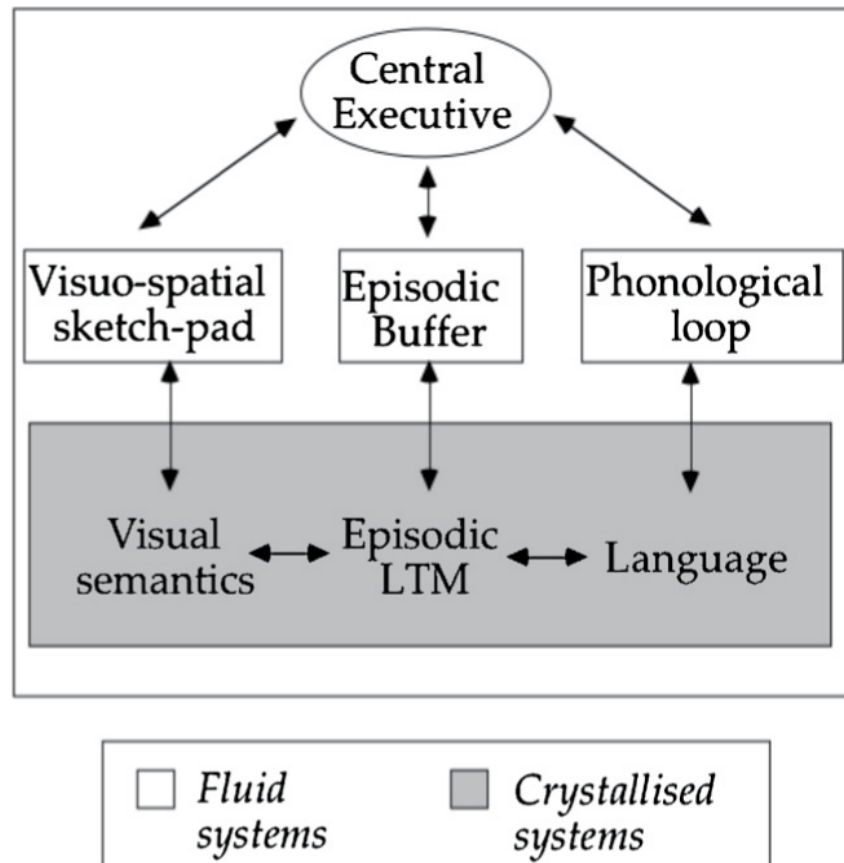 Central
Executive
Visuo-spatial
sketch-pad
Episodic
Buffer
Phonological
loop
Visual
semantics
Episodic
LTM
Language
Fluid
systems
Crystallised
systems